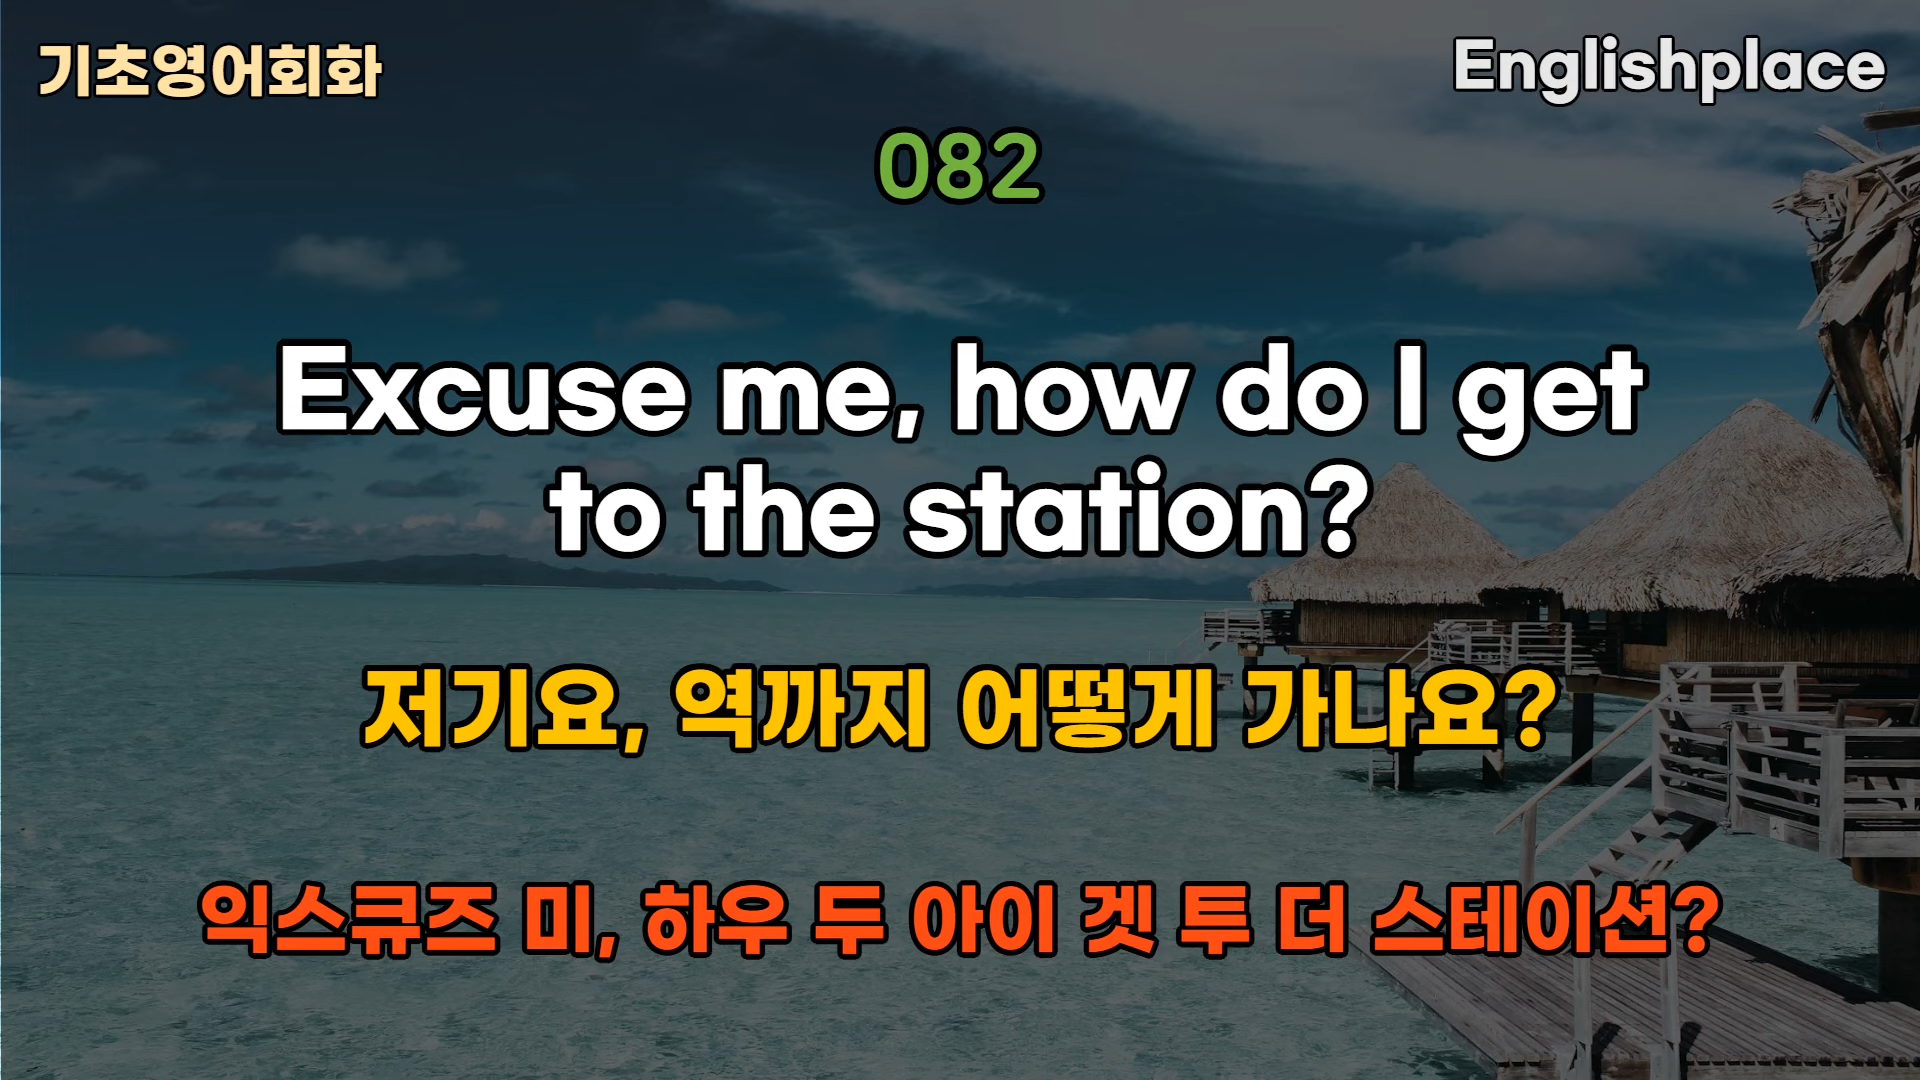 기초영어회화
Englishplace
082
Excuse me, how do I get
to the station?
저기요, 역까지 어떻게 가나요?
익스큐즈 미, 하우 두 아이 겟 투 더 스테이션?